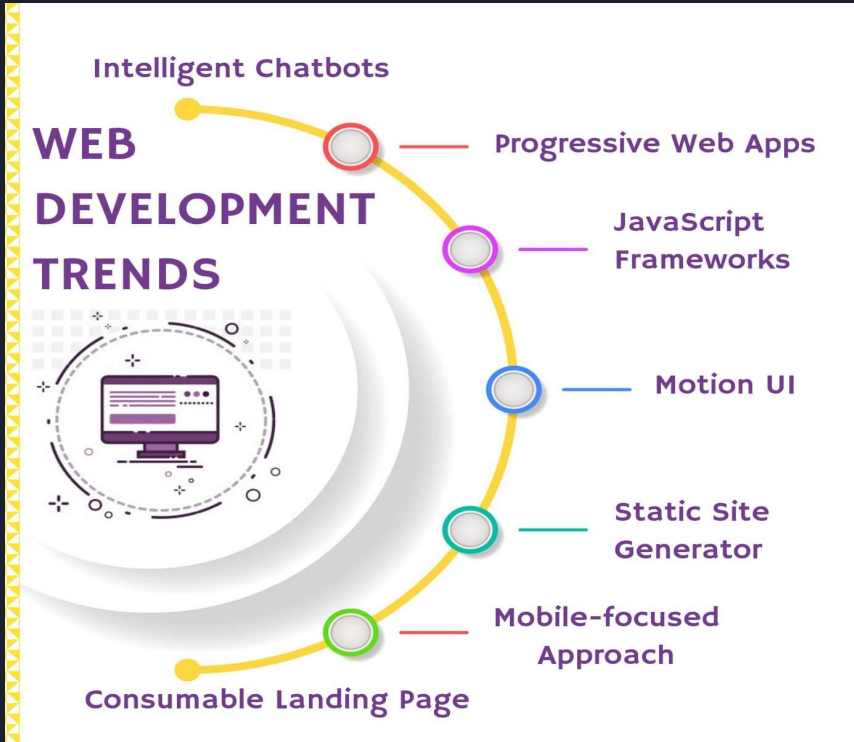 Intelligent Chatbots
WEB
DEVELOPMENT
TRENDS
Progressive Web Apps
JavaScript
Frameworks
Motion UI
Static Site
Generator
Mobile-focused
Approach
Consumable Landing Page